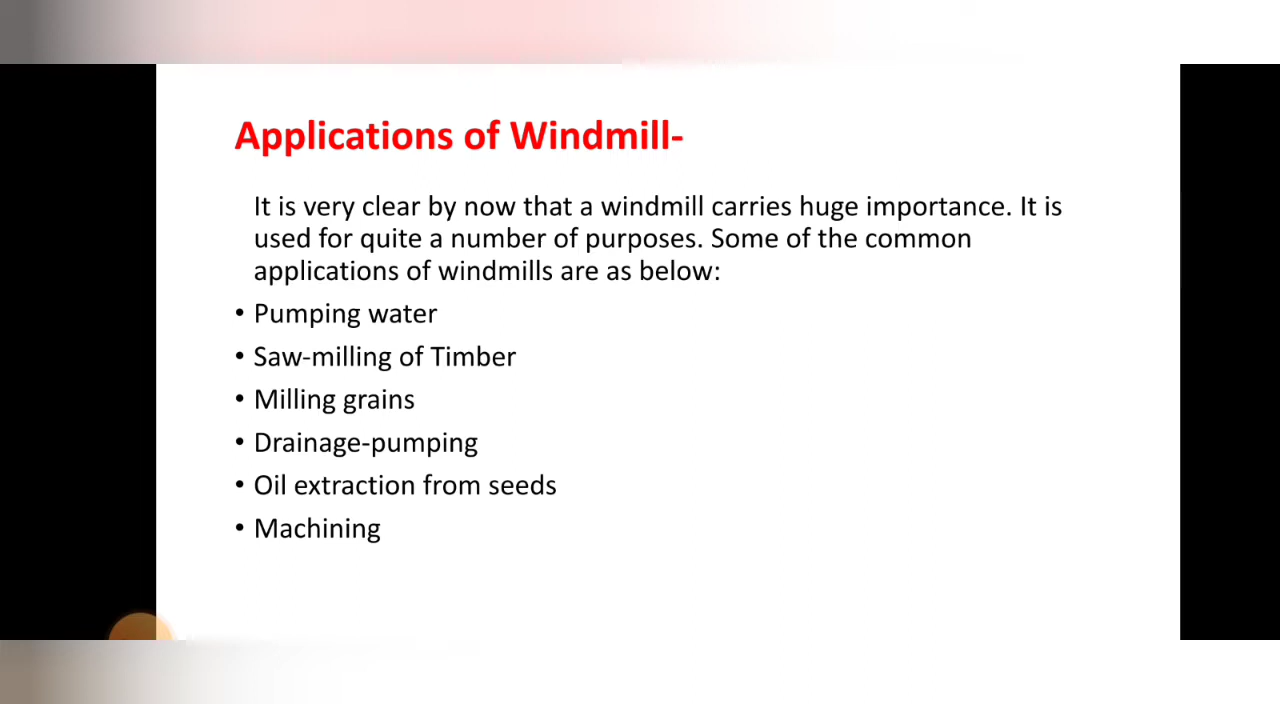 Applications of Windmill-
It is very clear by now that a windmill carries huge importance. It is
used for quite a number of purposes. Some of the common
applications of windmills are as below:
• Pumping water
• Saw-milling of Timber
• Milling grains
• Drainage-pumping
• Oil extraction from seeds
• Machining